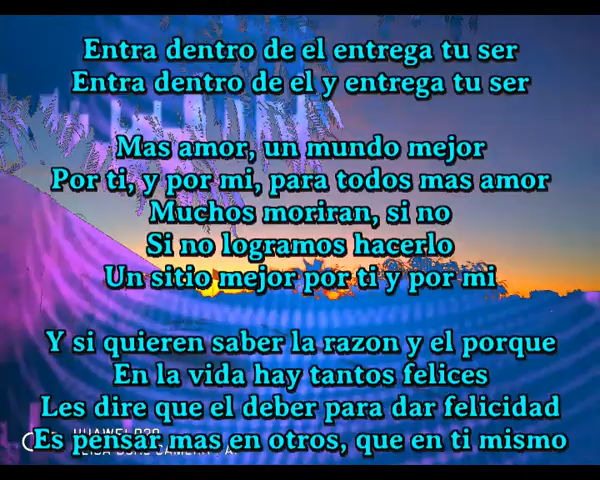 Entra dentro de el entrega tu ser
Entra dentro de el y entrega tu ser
Mas amor, un mundo mejor
Por ti, y por mi, para todos mas amor
Muchos moriran, si no
Si no logramos hacerlo
Un sitio mejor por ti y por mi
Y si quieren saber la razon y el porque
En la vida hay tantos felices
Les dire que el deber para dar felicidad
Es pensar mas en otros, que en ti mismo